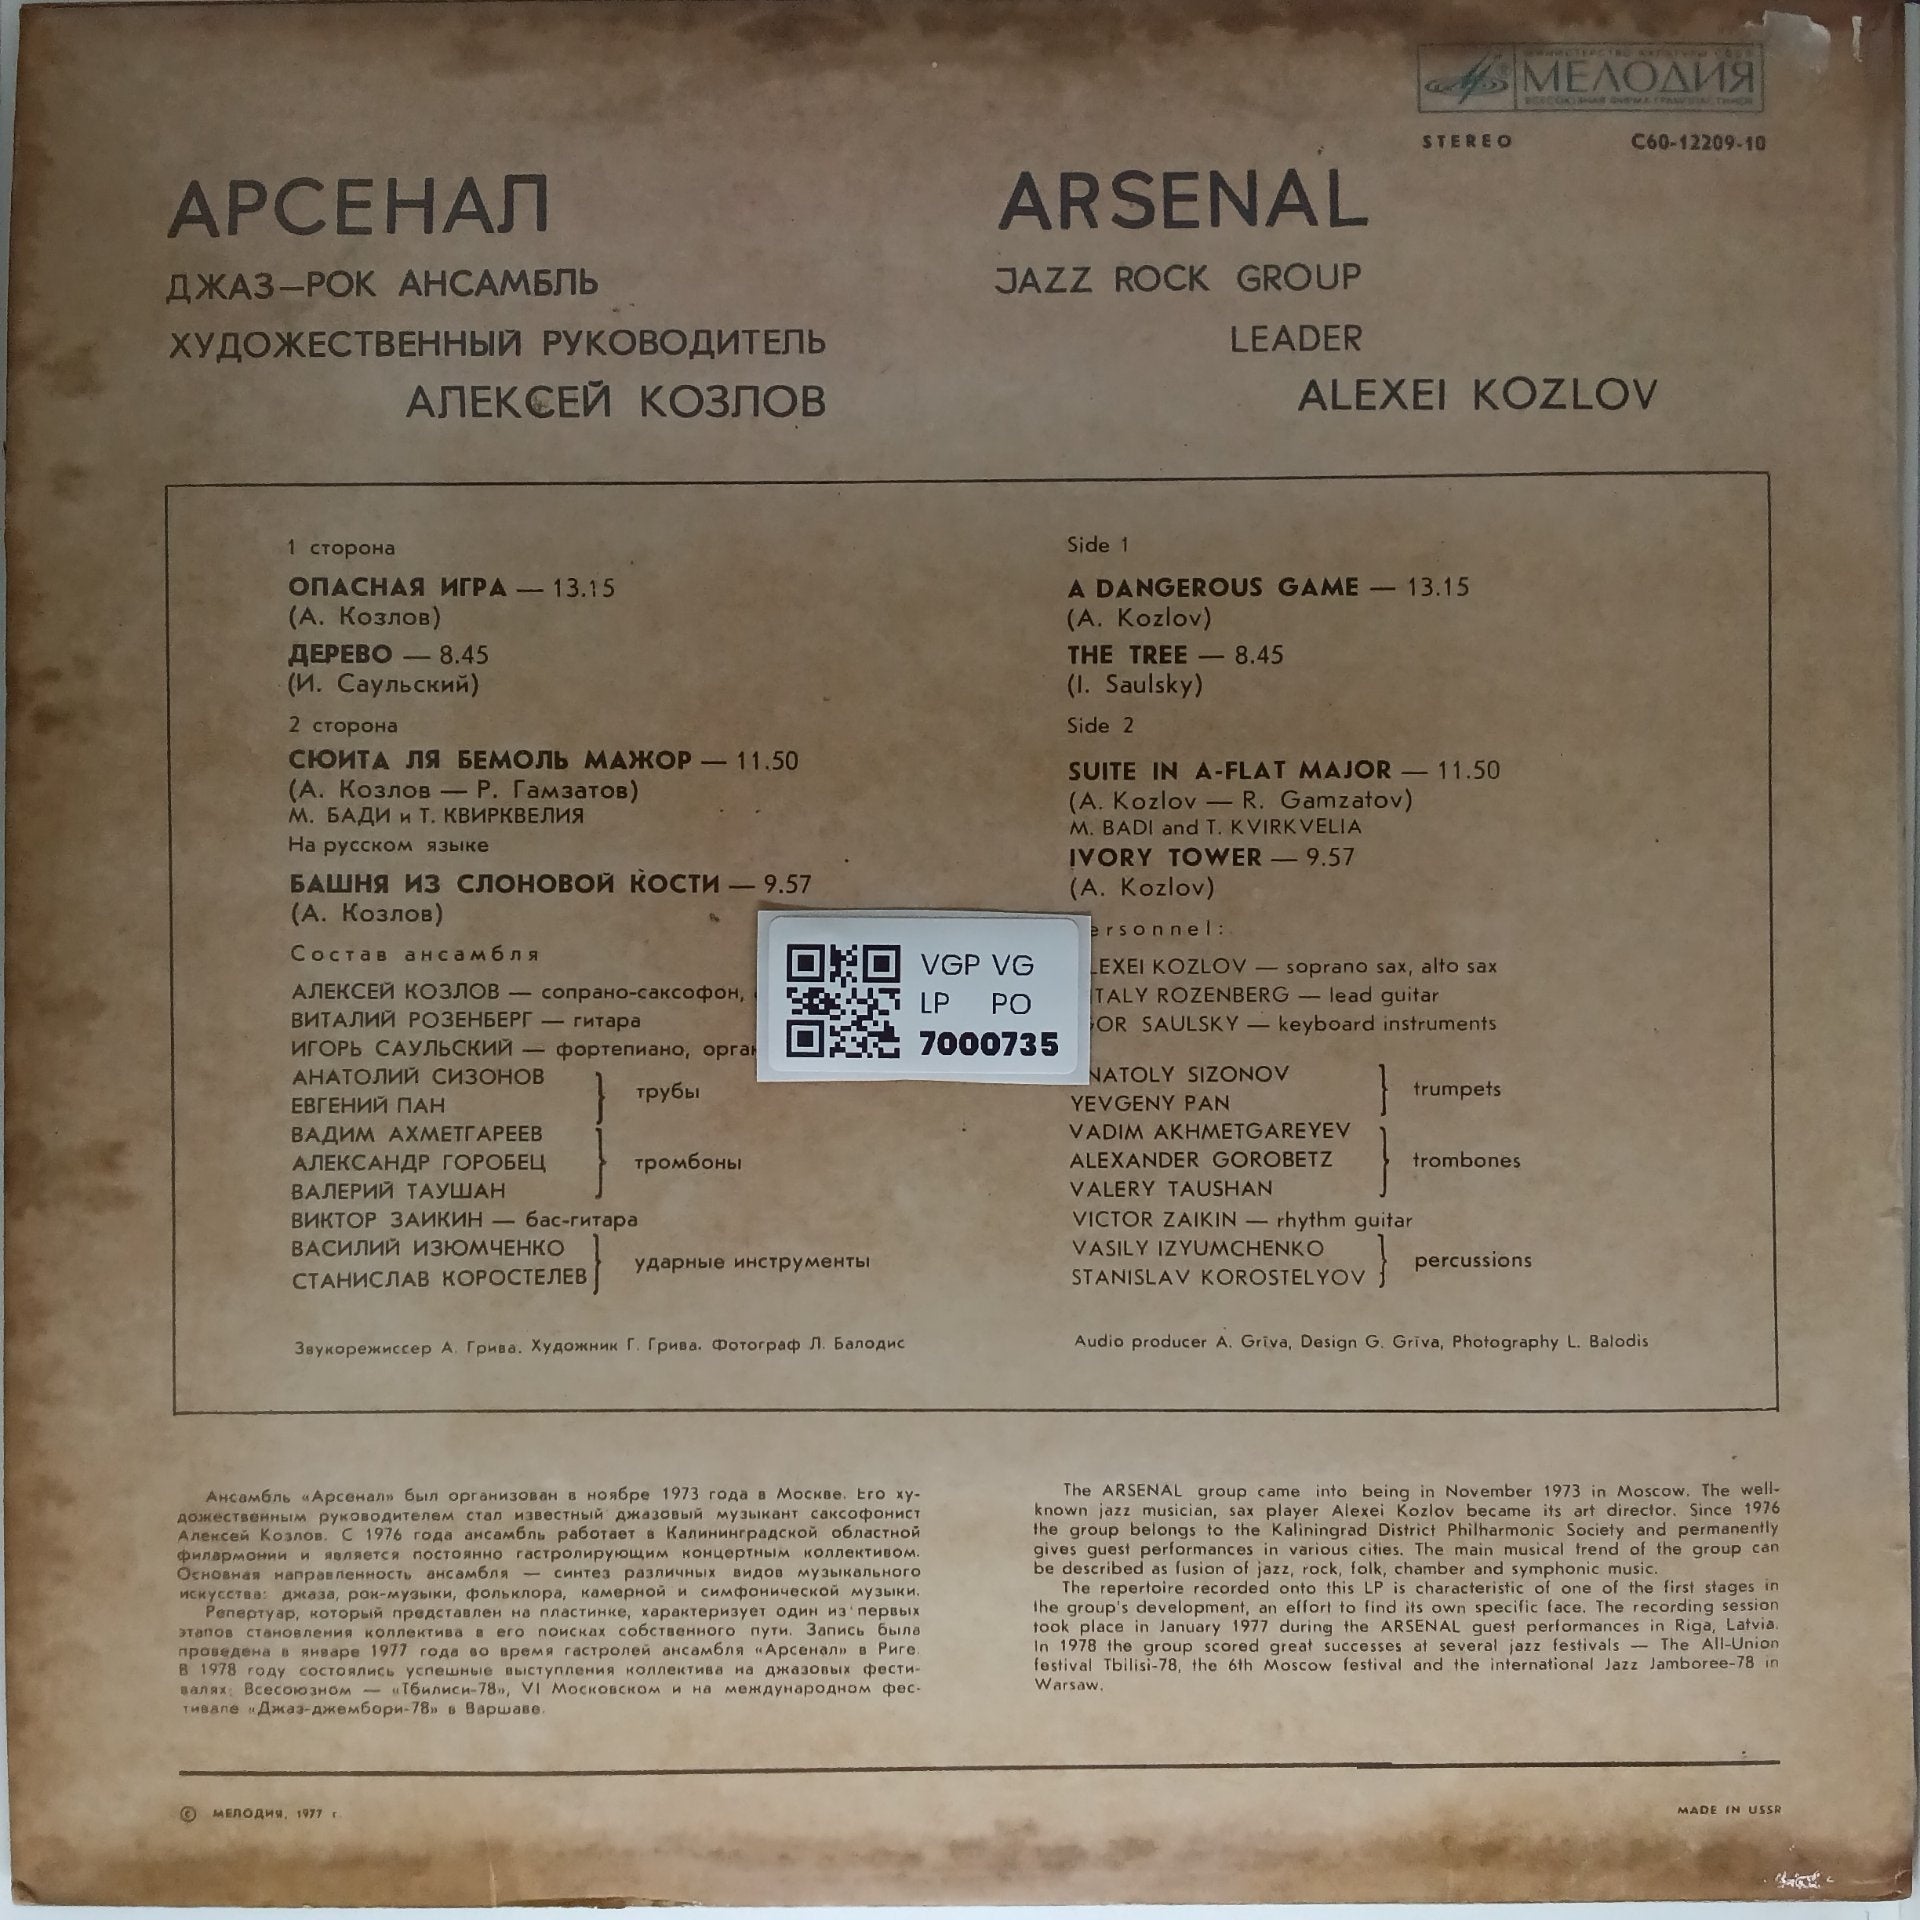 МИНИСТЕРСТВО КУЛЬТУРЫ СССР
МЕЛОДИЯ
ВСЕСОЮЗНАЯ ФИРМА ГРАМПЛАСТИНОК
STEREO С60-12209-10
АРСЕНАЛ
ДЖАЗ—РОК АНСАМБЛЬ
ХУДОЖЕСТВЕННЫЙ РУКОВОДИТЕЛЬ
АЛЕКСЕЙ КОЗЛОВ
ARSENAL
JAZZ ROCK GROUP
LEADER
ALEXEI KOZLOV
1 сторона
ОПАСНАЯ ИГРА — 13.15
(А. Козлов)
ДЕРЕВО — 8.45
(И. Саульский)
2 сторона
СЮИТА ЛЯ БЕМОЛЬ МАЖОР — 11.50
(А. Козлов — Р. Гамзатов)
М. БАДИ и Т. КВИРКВЕЛИЯ
На русском языке
БАШНЯ ИЗ СЛОНОВОЙ КОСТИ — 9.57
(А. Козлов)
Состав ансамбля
АЛЕКСЕЙ КОЗЛОВ — сопрано-саксофон,
ВИТАЛИЙ РОЗЕНБЕРГ — гитара
ИГОРЬ САУЛЬСКИЙ — фортепиано, орган
АНАТОЛИЙ СИЗОНОВ
ЕВГЕНИЙ ПАН
трубы
ВАДИМ АХМЕТГАРЕЕВ
АЛЕКСАНДР ГОРОБЕЦ
ВАЛЕРИЙ ТАУШАН
тромбоны
ВИКТОР ЗАИКИН — бас-гитара
ВАСИЛИЙ ИЗЮМЧЕНКО
СТАНИСЛАВ КОРОСТЕЛЕВ
ударные инструменты
Звукорежиссер А. Грива. Художник Г. Грива. Фотограф Л. Балодис
Side 1
A DANGEROUS GAME — 13.15
(A. Kozlov)
THE TREE — 8.45
(I. Saulsky)
Side 2
SUITE IN A-FLAT MAJOR — 11.50
(A. Kozlov — R. Gamzatov)
M. BADI and T. KVIRKVELIA
IVORY TOWER — 9.57
(A. Kozlov)
ersonnel:
LEXEI KOZLOV — soprano sax, alto sax
TALY ROZENBERG — lead guitar
GOR SAULSKY — keyboard instruments
NATOLY SIZONOV
YEVGENY PAN
trumpets
VADIM AKHMETGAREYEV
ALEXANDER GOROBETZ
VALERY TAUSHAN
trombones
VICTOR ZAIKIN — rhythm guitar
VASILY IZYUMCHENKO
STANISLAV KOROSTELYOV
percussions
Audio producer A. Grīva, Design G. Grīva, Photography L. Balodis
VGP VG
LP PO
7000735
Ансамбль «Арсенал» был организован в ноябре 1973 года в Москве. Его ху-
дожественным руководителем стал известный джазовый музыкант саксофонист
Алексей Козлов. С 1976 года ансамбль работает в Калининградской областной
филармонии и является постоянно гастролирующим концертным коллективом.
Основная направленность ансамбля — синтез различных видов музыкального
искусства: джаза, рок-музыки, фольклора, камерной и симфонической музыки.
Репертуар, который представлен на пластинке, характеризует один из первых
этапов становления коллектива в его поисках собственного пути. Запись была
проведена в январе 1977 года во время гастролей ансамбля «Арсенал» в Риге.
В 1978 году состоялись успешные выступления коллектива на джазовых фести-
валях: Всесоюзном — «Тбилиси-78», VI Московском и на международном фес-
тивале «Джаз-джембори-78» в Варшаве.
The ARSENAL group came into being in November 1973 in Moscow. The well-
known jazz musician, sax player Alexei Kozlov became its art director. Since 1976
the group belongs to the Kaliningrad District Philharmonic Society and permanently
gives guest performances in various cities. The main musical trend of the group can
be described as fusion of jazz, rock, folk, chamber and symphonic music.
The repertoire recorded onto this LP is characteristic of one of the first stages in
the group's development, an effort to find its own specific face. The recording session
took place in January 1977 during the ARSENAL guest performances in Riga, Latvia.
In 1978 the group scored great successes at several jazz festivals — The All-Union
festival Tbilisi-78, the 6th Moscow festival and the international Jazz Jamboree-78 in
Warsaw.
© МЕЛОДИЯ, 1977 г.
MADE IN USSR